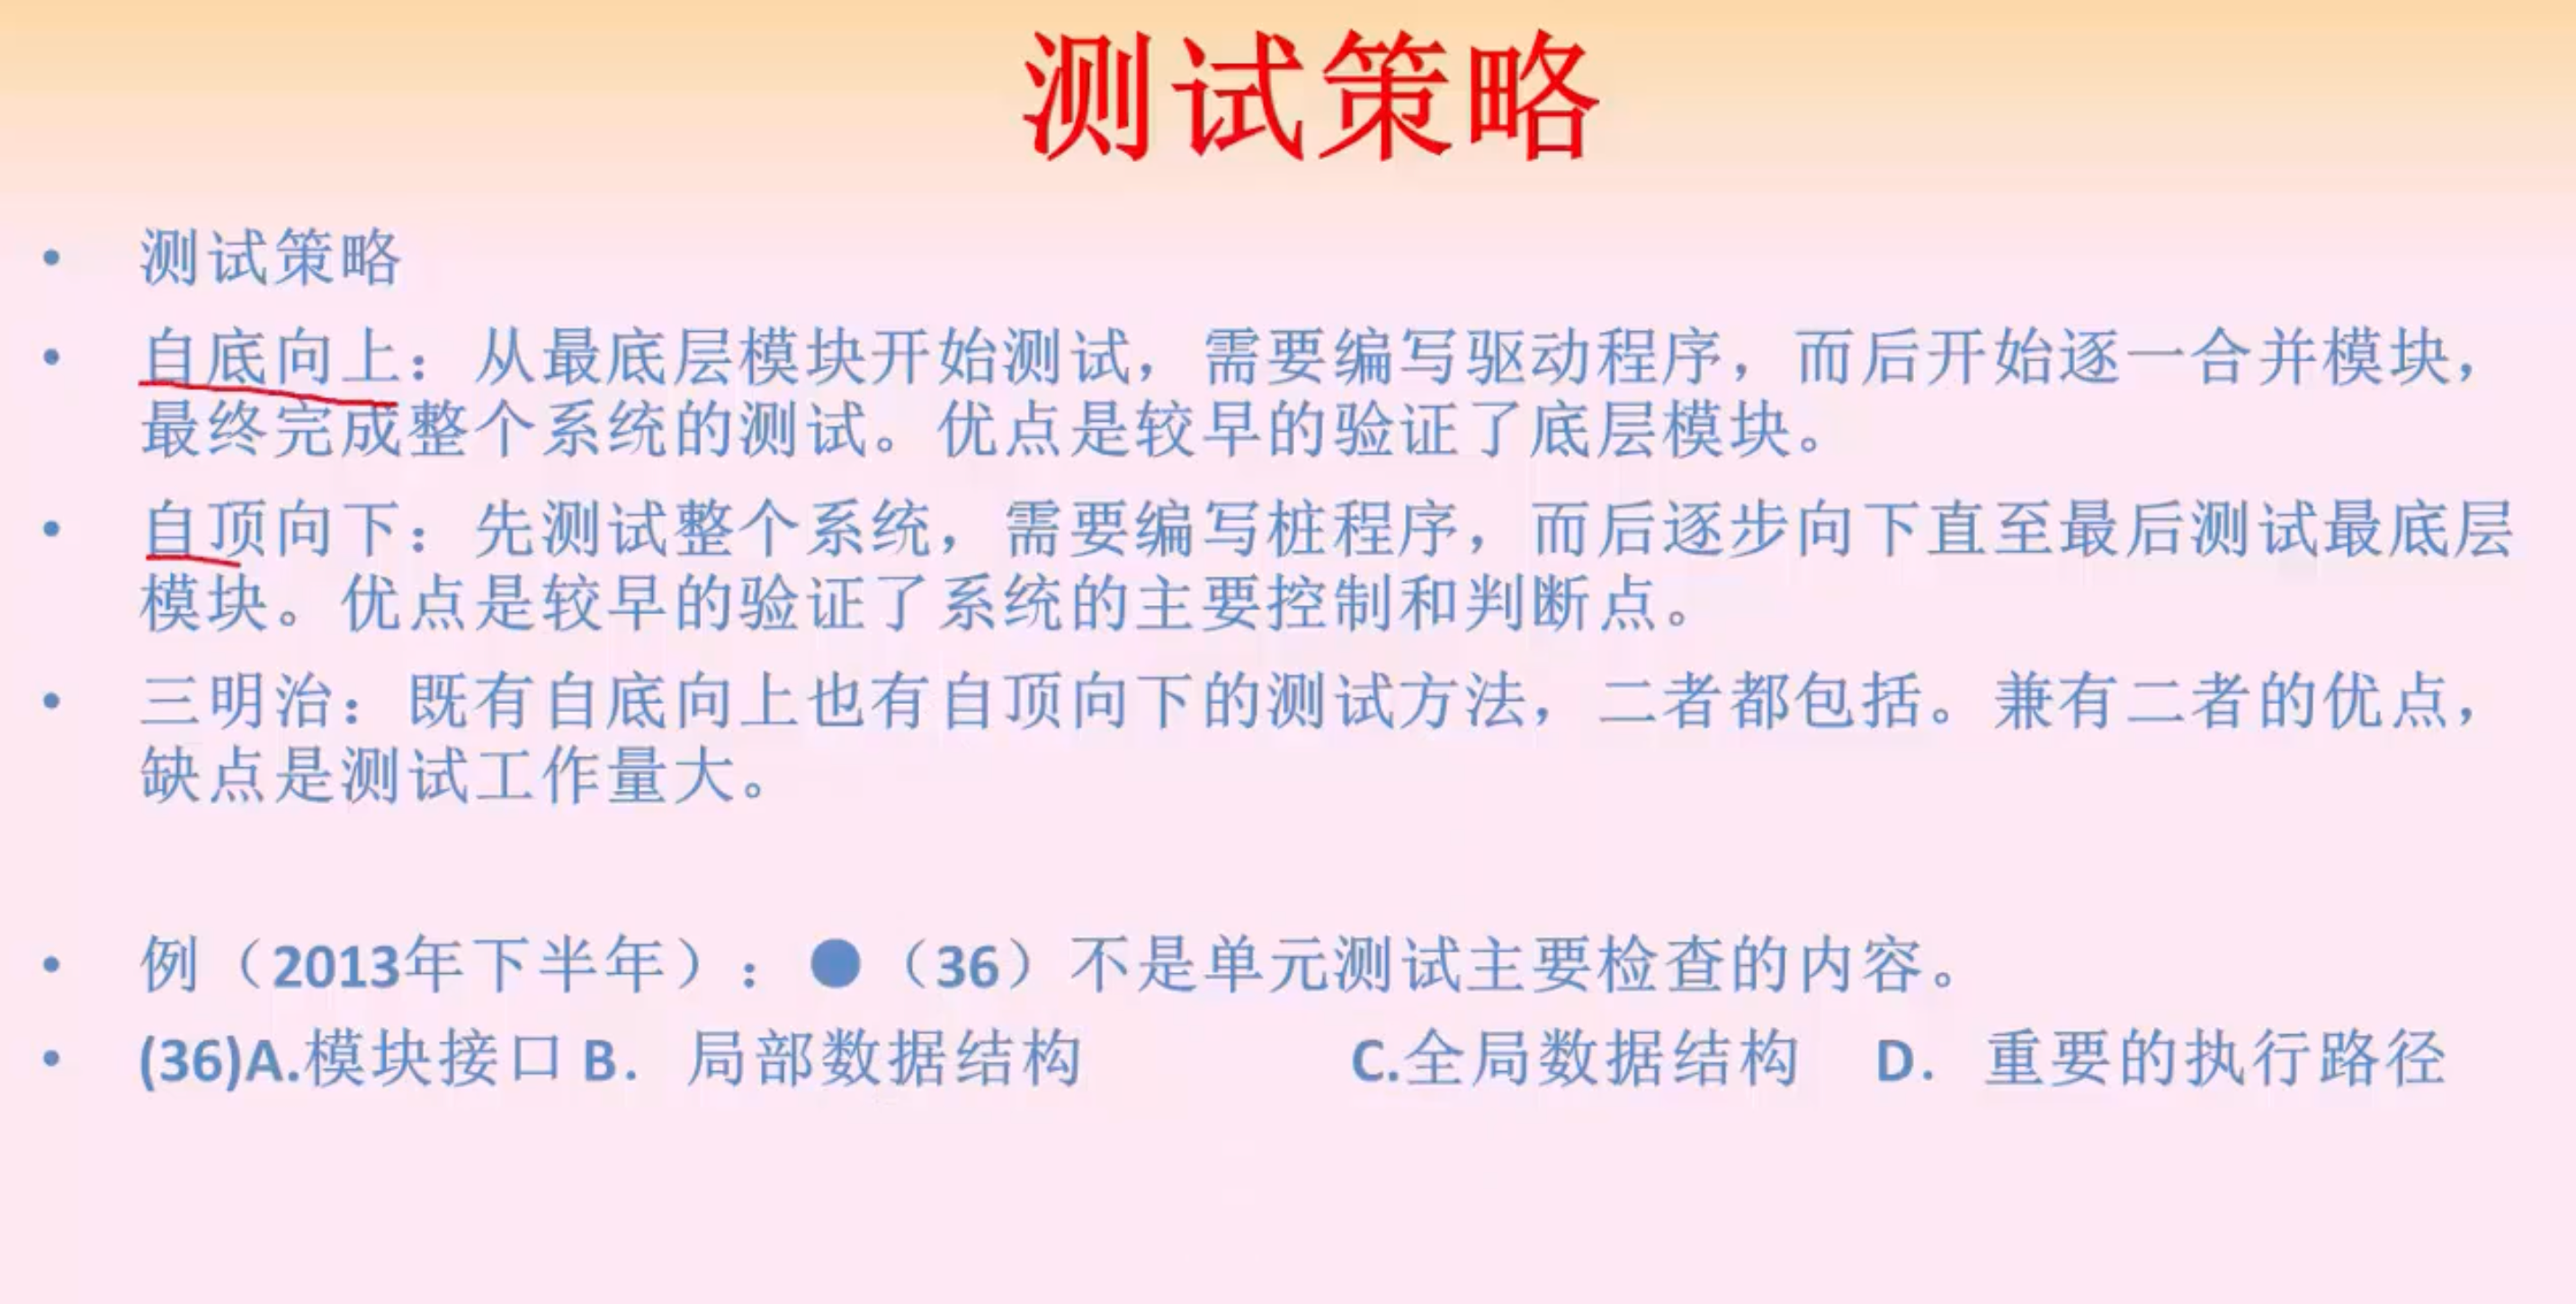 测试策略
• 测试策略
• 自底向上：从最底层模块开始测试，需要编写驱动程序，而后开始逐一合并模块，
最终完成整个系统的测试。优点是较早的验证了底层模块。
• 自顶向下：先测试整个系统，需要编写桩程序，而后逐步向下直至最后测试最底层
模块。优点是较早的验证了系统的主要控制和判断点。
• 三明治：既有自底向上也有自顶向下的测试方法，二者都包括。兼有二者的优点，
缺点是测试工作量大。
• 例（2013年下半年）：●（36）不是单元测试主要检查的内容。
• (36)A.模块接口 B. 局部数据结构 C.全局数据结构 D. 重要的执行路径